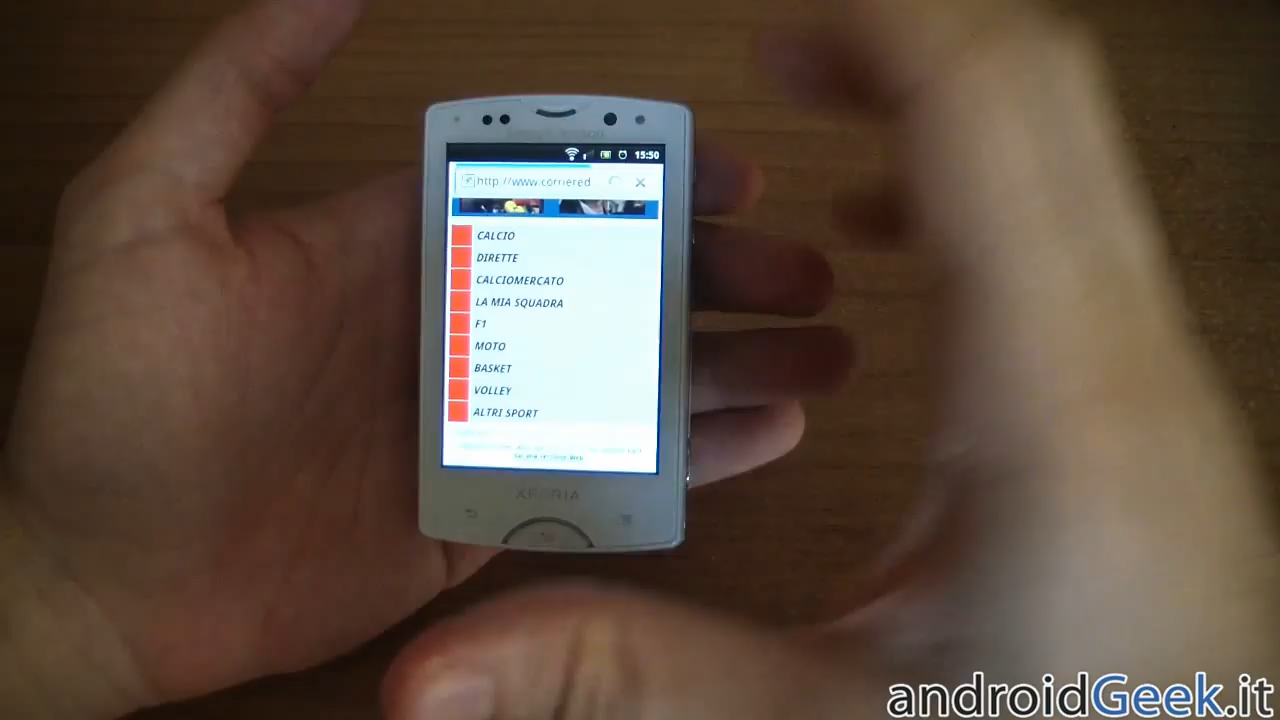 15:50
http://www.corriered
CALCIO
DIRETTE
CALCIOMERCATO
LA MIA SQUADRA
F1
MOTO
BASKET
VOLLEY
ALTRI SPORT
XPERIA
androidGeek.it